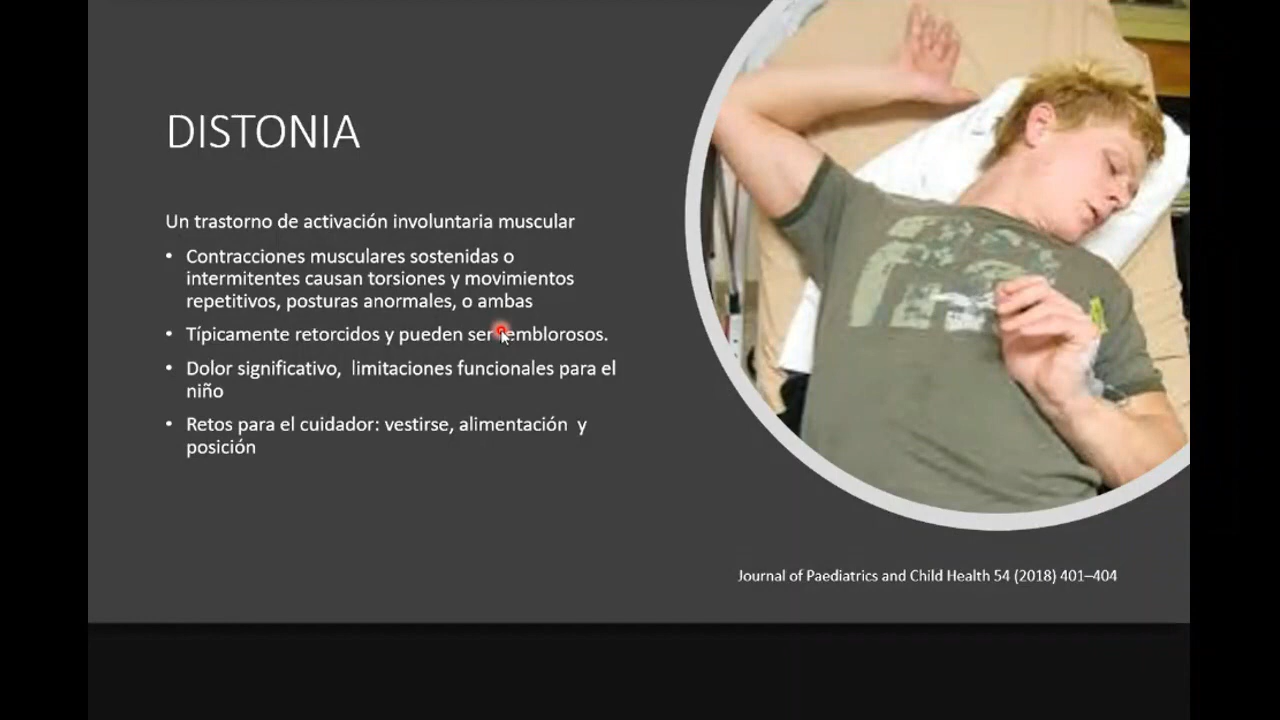 DISTONIA
Un trastorno de activación involuntaria muscular
• Contracciones musculares sostenidas o
intermitentes causan torsiones y movimientos
repetitivos, posturas anormales, o ambas
• Típicamente retorcidos y pueden ser temblorosos.
• Dolor significativo, limitaciones funcionales para el
niño
• Retos para el cuidador: vestirse, alimentación y
posición
Journal of Paediatrics and Child Health 54 (2018) 401–404